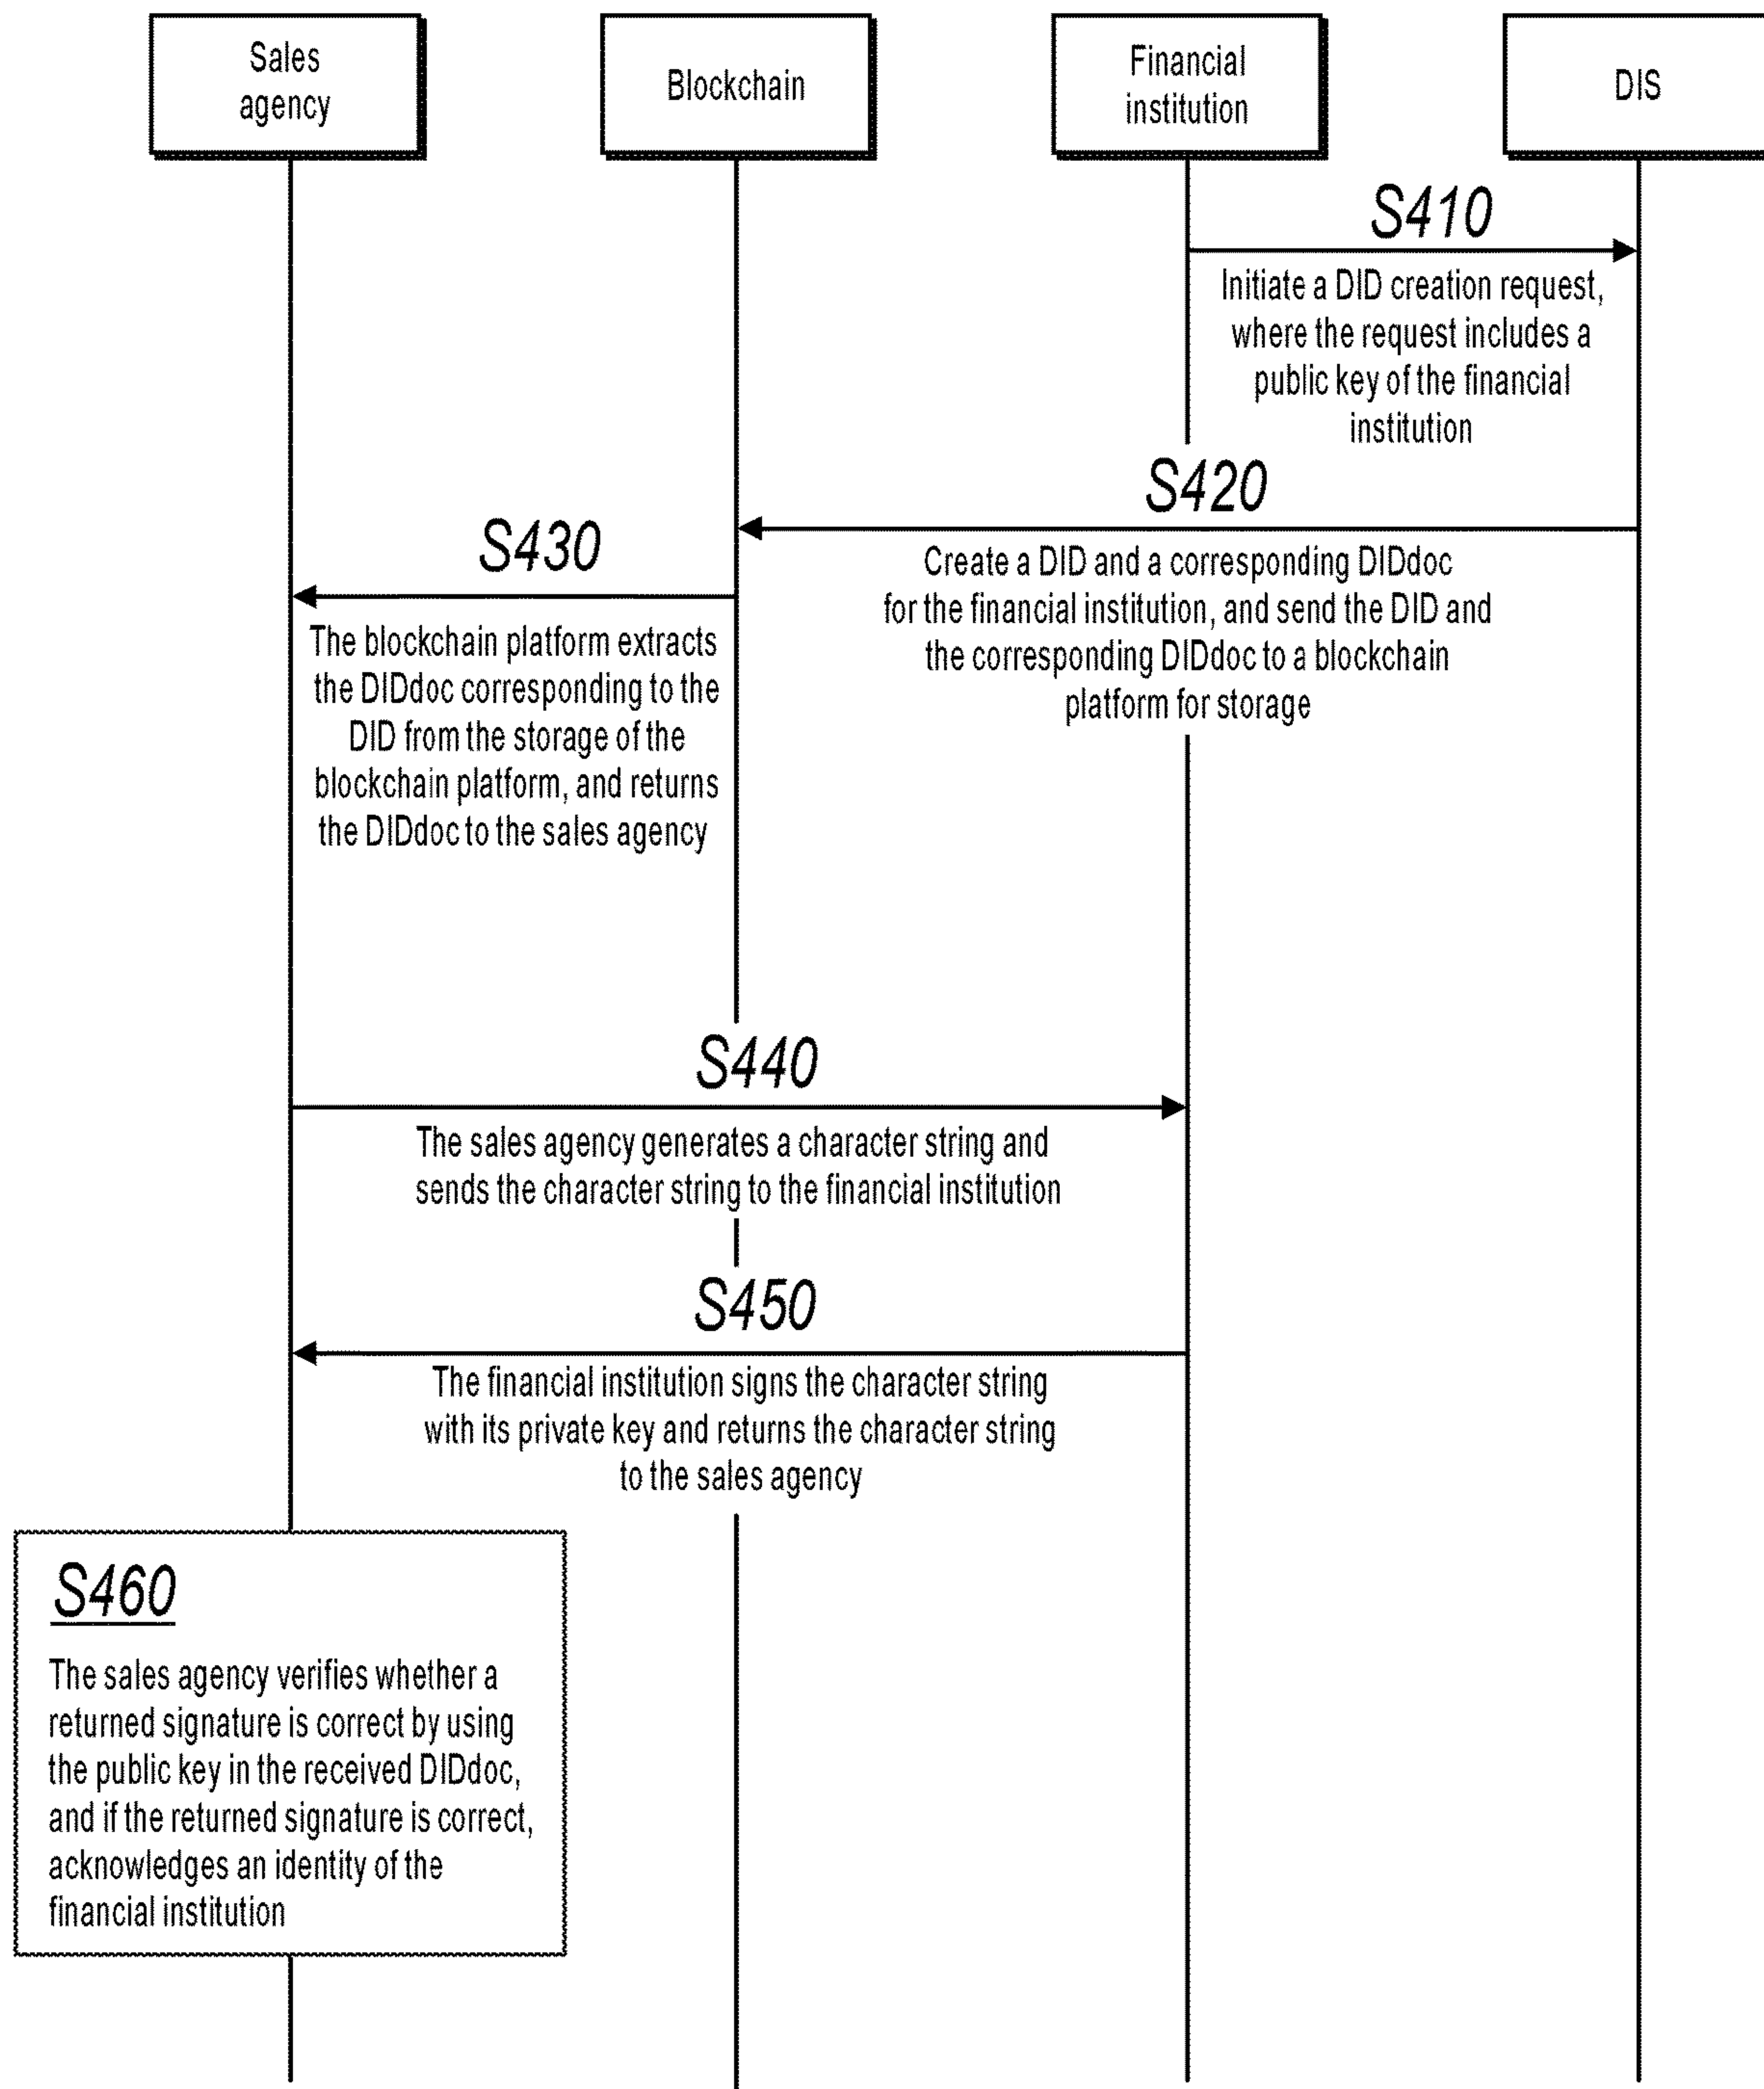 Sales
agency
Blockchain
Financial
institution
DIS
S410
Initiate a DID creation request,
where the request includes a
public key of the financial
institution
S420
Create a DID and a corresponding DIDdoc
for the financial institution, and send the DID and
the corresponding DIDdoc to a blockchain
platform for storage
S430
The blockchain platform extracts
the DIDdoc corresponding to the
DID from the storage of the
blockchain platform, and returns
the DIDdoc to the sales agency
S440
The sales agency generates a character string and
sends the character string to the financial institution
S450
The financial institution signs the character string
with its private key and returns the character string
to the sales agency
S460
The sales agency verifies whether a
returned signature is correct by using
the public key in the received DIDdoc,
and if the returned signature is correct,
acknowledges an identity of the
financial institution